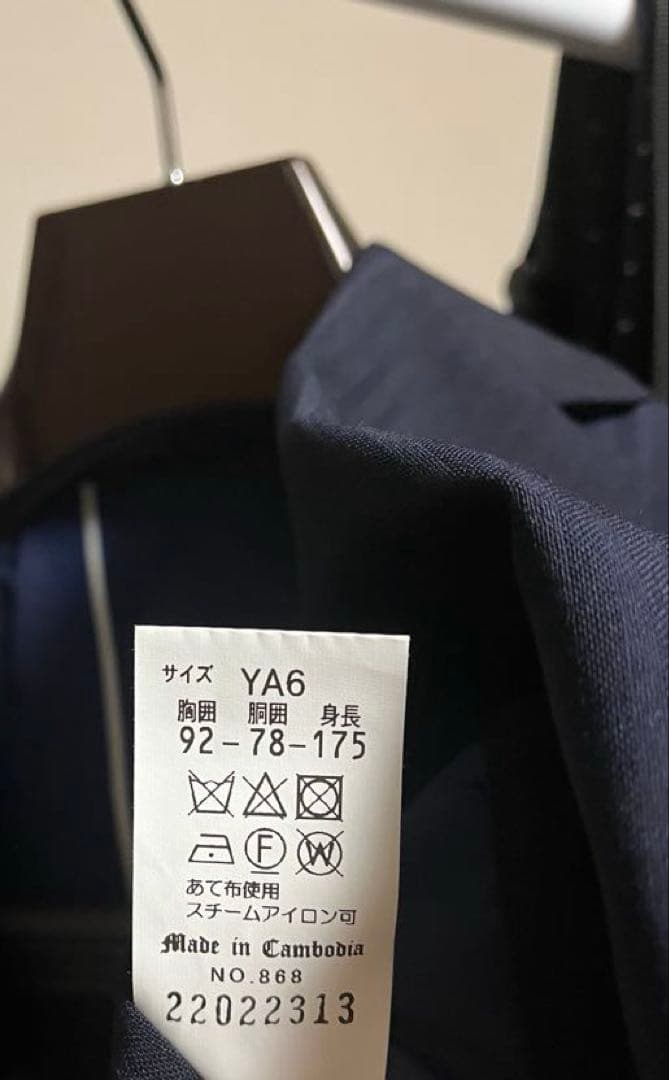 サイズ YA6
胸囲 胴囲 身長
92-78-175
F W
あて布使用
スチームアイロン可
Made in Cambodia
NO.868
22022313